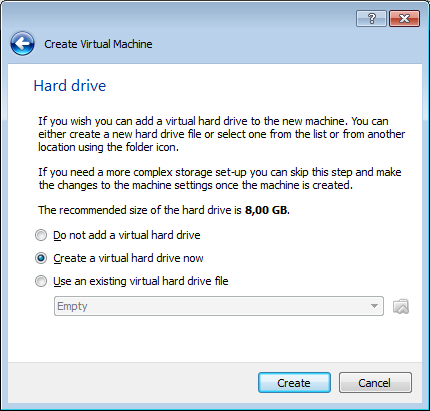 ?
Create Virtual Machine
Hard drive
If you wish you can add a virtual hard drive to the new machine. You can
either create a new hard drive file or select one from the list or from another
location using the folder icon.
If you need a more complex storage set-up you can skip this step and make
the changes to the machine settings once the machine is created.
The recommended size of the hard drive is 8,00 GB.
Do not add a virtual hard drive
Create a virtual hard drive now
Use an existing virtual hard drive file
Empty
Create Cancel